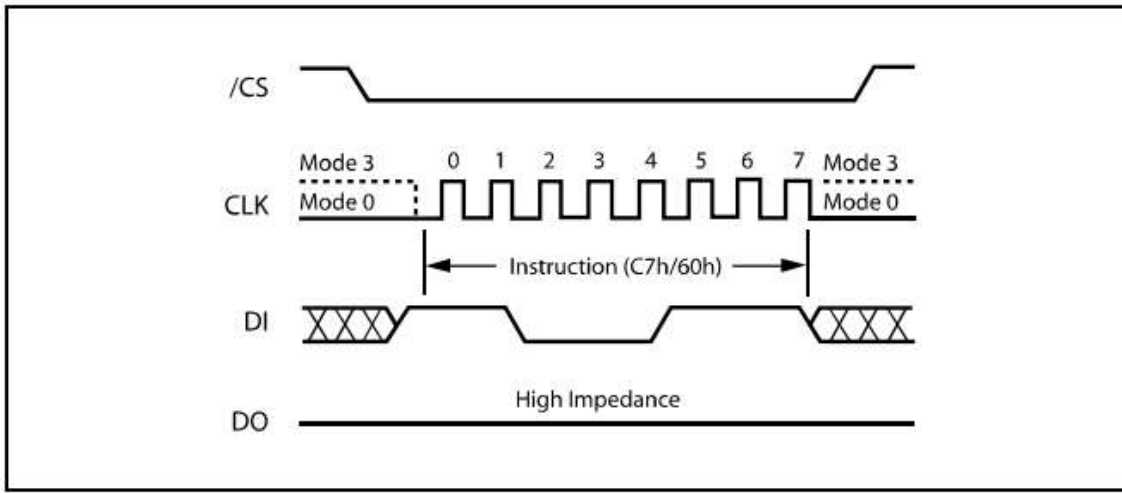 /CS
Mode 3 0 1 2 3 4 5 6 7 Mode 3
CLK Mode 0 Mode 0
Instruction (C7h/60h)
DI
High Impedance
DO